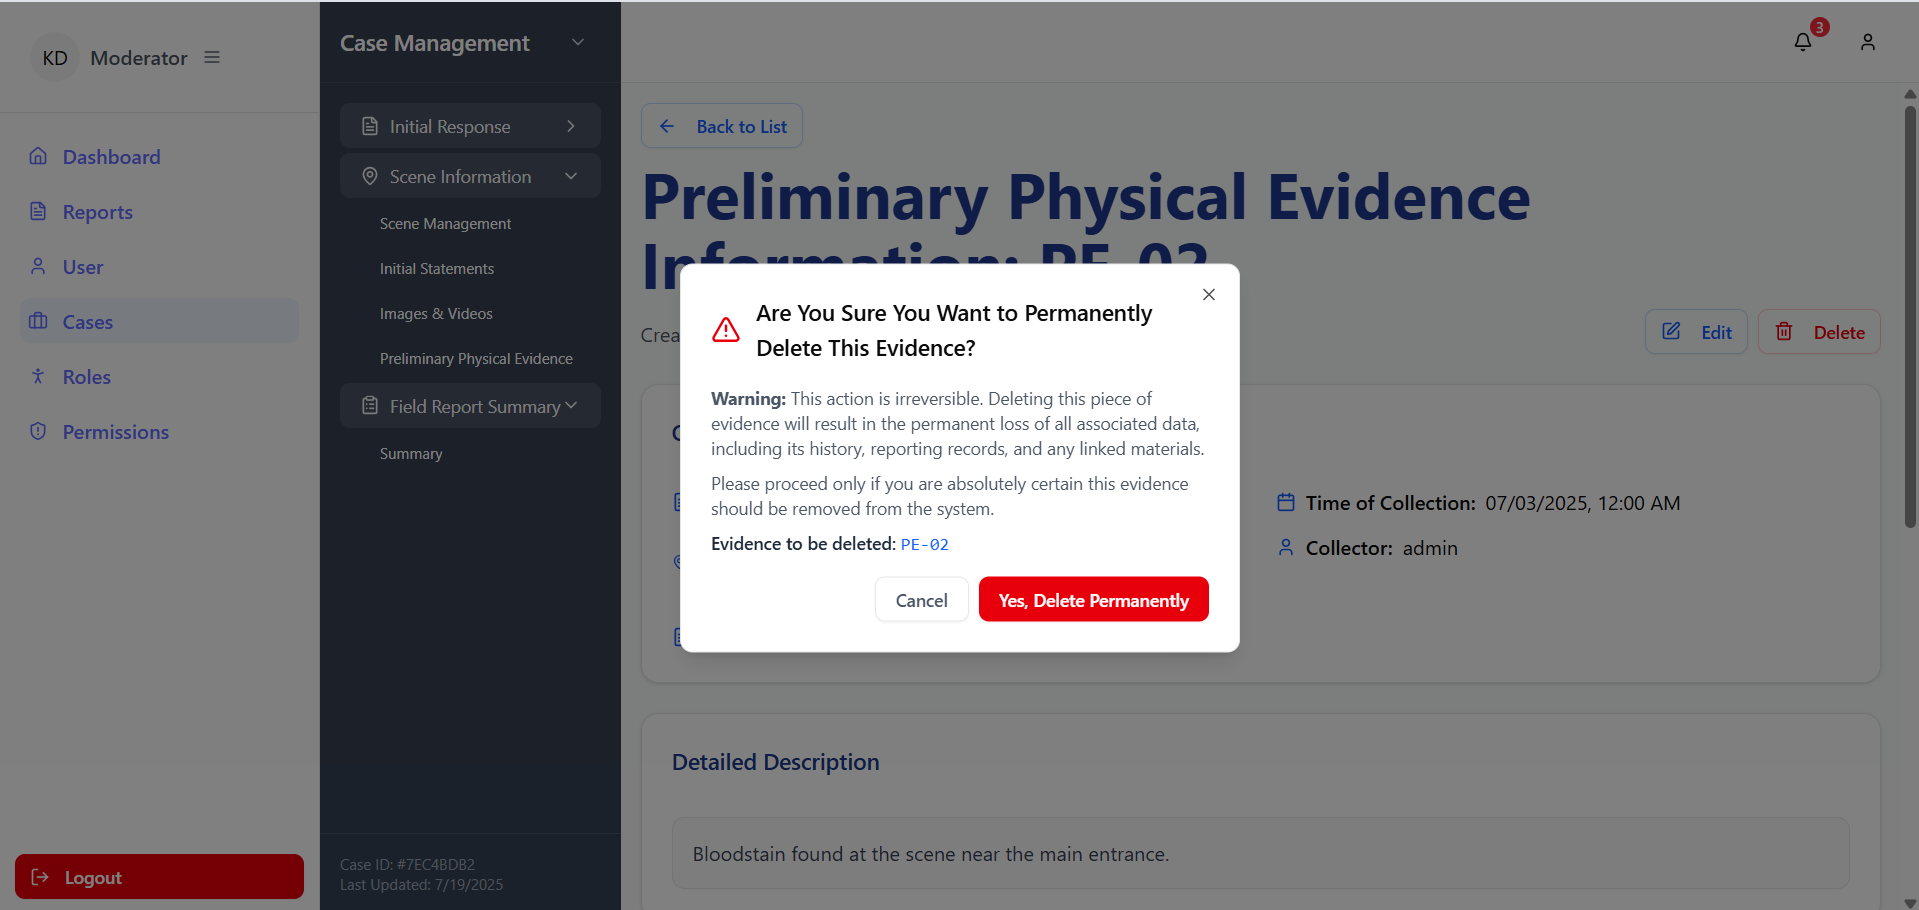 KD Moderator
Dashboard
Reports
User
Cases
Roles
Permissions
Logout
Case Management
Initial Response
Scene Information
Scene Management
Initial Statements
Images & Videos
Preliminary Physical Evidence
Field Report Summary
Summary
Case ID: #7EC4BDB2
Last Updated: 7/19/2025
3
Back to List
Preliminary Physical Evidence
Information: PE-02
Edit
Delete
Time of Collection: 07/03/2025, 12:00 AM
Collector: admin
Detailed Description
Bloodstain found at the scene near the main entrance.
Are You Sure You Want to Permanently
Delete This Evidence?
Warning: This action is irreversible. Deleting this piece of
evidence will result in the permanent loss of all associated data,
including its history, reporting records, and any linked materials.
Please proceed only if you are absolutely certain this evidence
should be removed from the system.
Evidence to be deleted: PE-02
Cancel
Yes, Delete Permanently